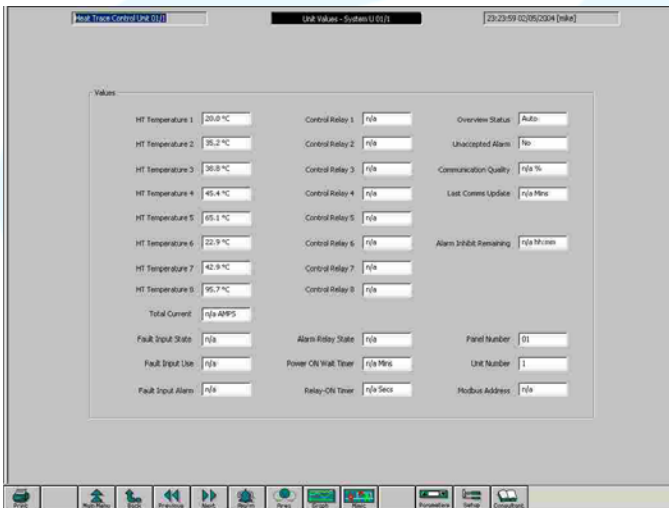 Heat Trace Control Unit 01/1 Unit Values - System U 01/1 23:23:59 02/05/2004 [mike]
Values
HT Temperature 1 20.0 °C Control Relay 1 n/a Overview Status Auto
HT Temperature 2 35.2 °C Control Relay 2 n/a Unaccepted Alarm No
HT Temperature 3 38.8 °C Control Relay 3 n/a Communication Quality n/a %
HT Temperature 4 45.4 °C Control Relay 4 n/a Last Comms Update n/a Mins
HT Temperature 5 65.1 °C Control Relay 5 n/a
HT Temperature 6 22.9 °C Control Relay 6 n/a Alarm Inhibit Remaining n/a hh:mm
HT Temperature 7 42.9 °C Control Relay 7 n/a
HT Temperature 8 95.7 °C Control Relay 8 n/a
Total Current n/a AMPS
Fault Input State n/a Alarm Relay State n/a Panel Number 01
Fault Input Use n/a Power ON Wait Timer n/a Mins Unit Number 1
Fault Input Alarm n/a Relay-ON Timer n/a Secs Modbus Address n/a
Print Main Menu Back Previous Next Alarm Area Graph Mimic Parameters Setup Consultant